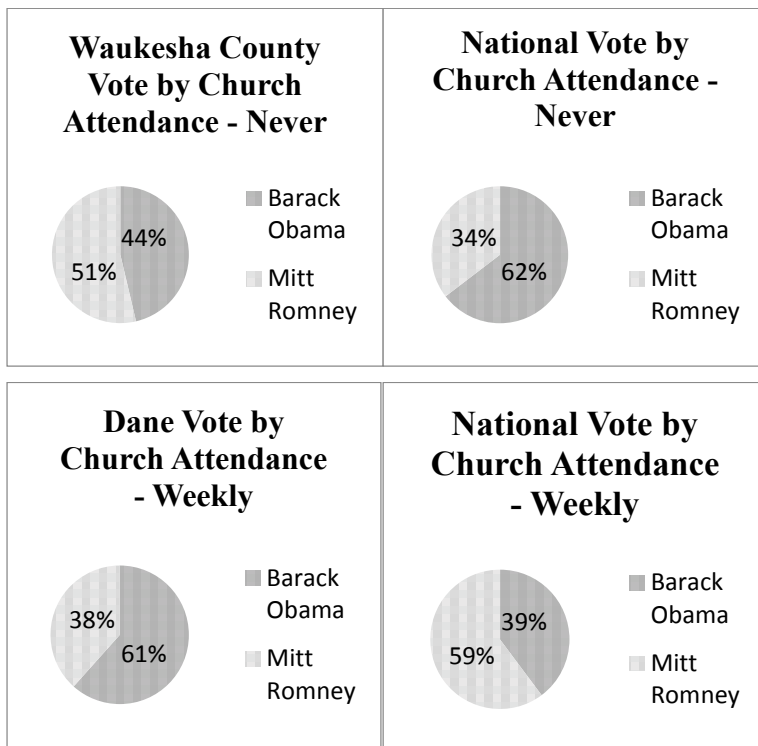 Waukesha County
Vote by Church
Attendance - Never
44%
51%
Barack
Obama
Mitt
Romney
National Vote by
Church Attendance -
Never
34%
62%
Barack
Obama
Mitt
Romney
Dane Vote by
Church Attendance
- Weekly
38%
61%
Barack
Obama
Mitt
Romney
National Vote by
Church Attendance
- Weekly
39%
59%
Barack
Obama
Mitt
Romney